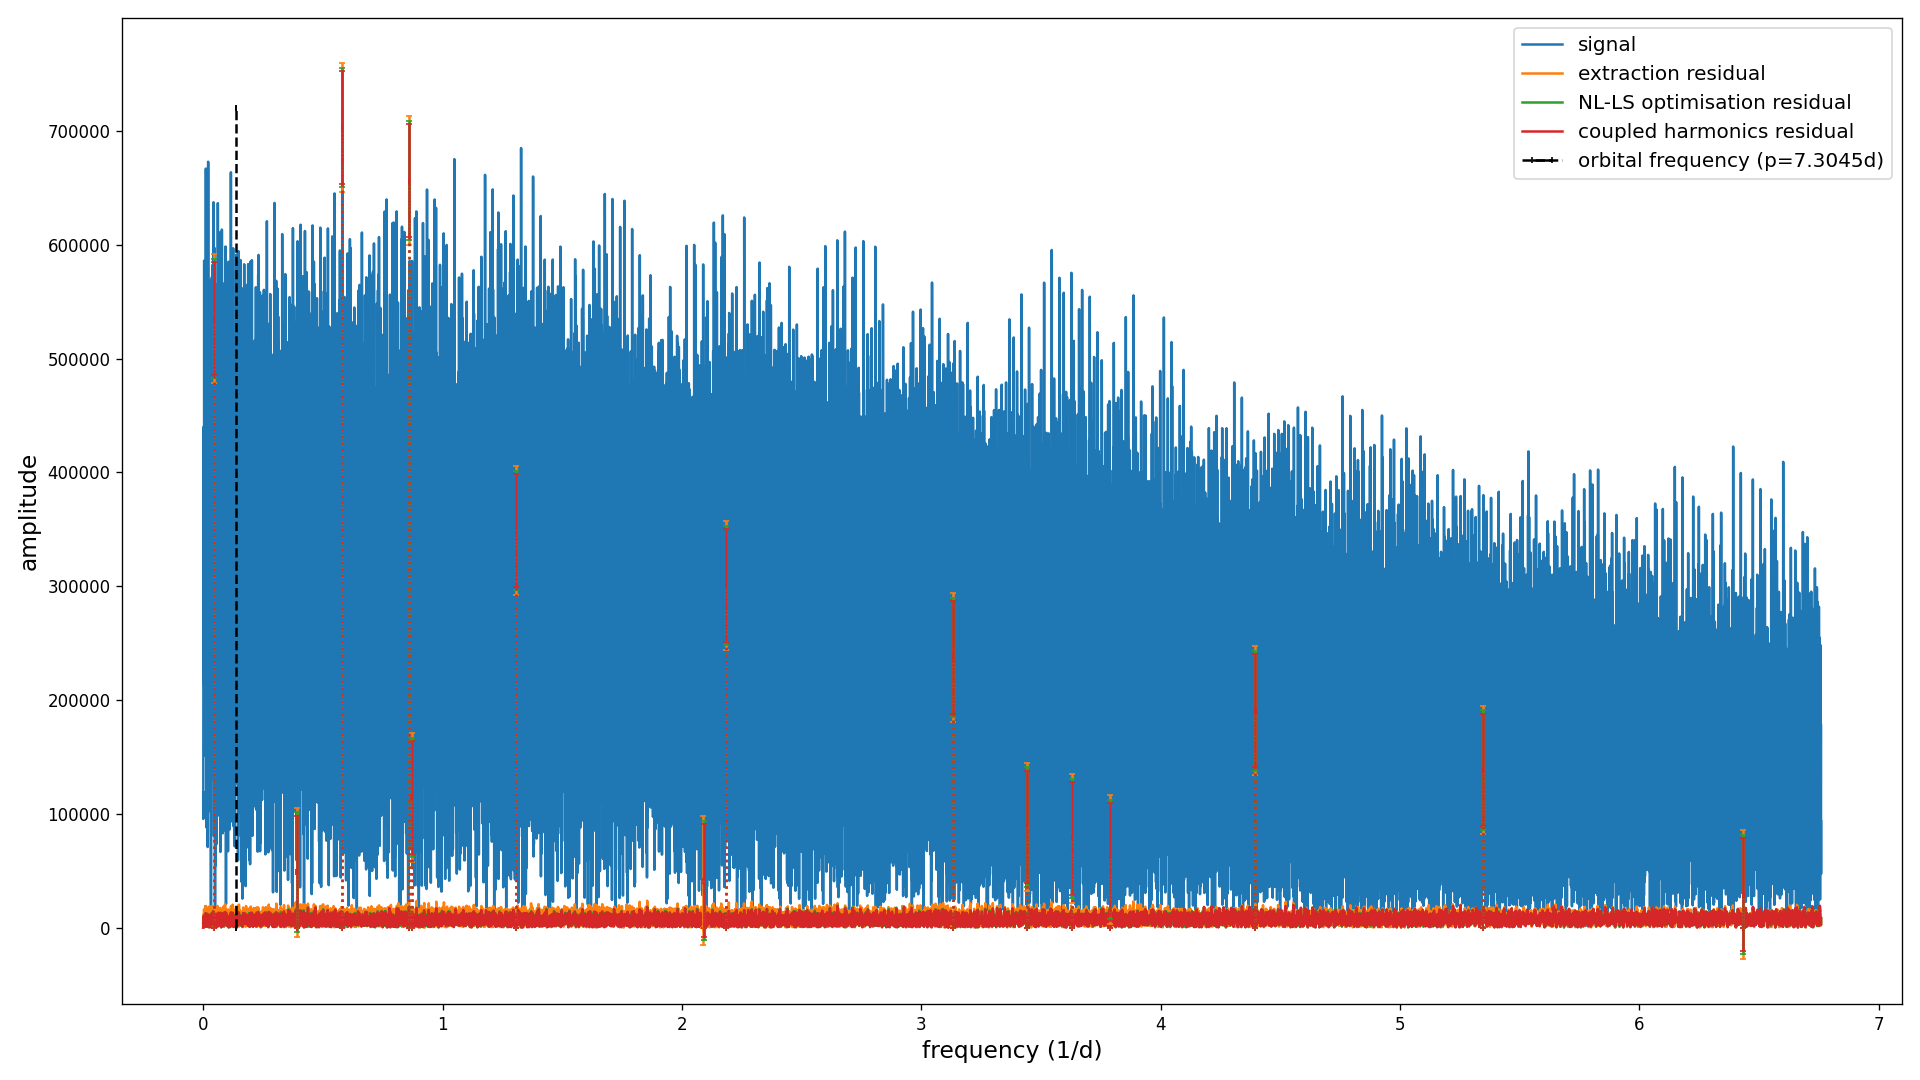 signal
extraction residual
NL-LS optimisation residual
coupled harmonics residual
orbital frequency (p=7.3045d)
amplitude
700000
600000
500000
400000
300000
200000
100000
0
0 1 2 3 4 5 6 7
frequency (1/d)